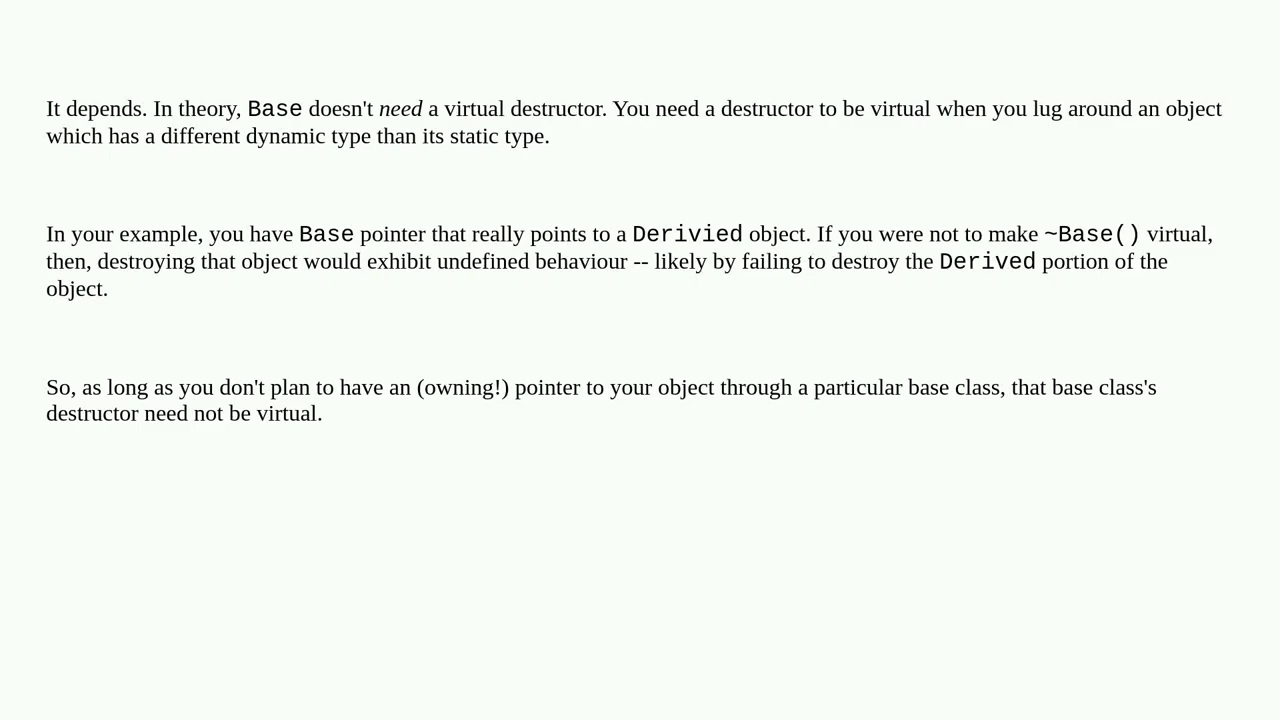 It depends. In theory, Base doesn't need a virtual destructor. You need a destructor to be virtual when you lug around an object
which has a different dynamic type than its static type.
In your example, you have Base pointer that really points to a Derivied object. If you were not to make ~Base() virtual,
then, destroying that object would exhibit undefined behaviour -- likely by failing to destroy the Derived portion of the
object.
So, as long as you don't plan to have an (owning!) pointer to your object through a particular base class, that base class's
destructor need not be virtual.